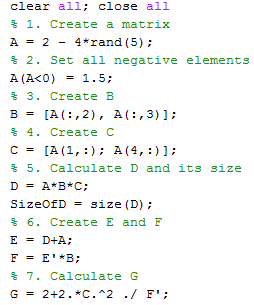 clear all; close all
% 1. Create a matrix
A = 2 - 4*rand(5);
% 2. Set all negative elements
A(A<0) = 1.5;
% 3. Create B
B = [A(:,2), A(:,3)];
% 4. Create C
C = [A(1,:); A(4,:)];
% 5. Calculate D and its size
D = A*B*C;
SizeOfD = size(D);
% 6. Create E and F
E = D+A;
F = E'*B;
% 7. Calculate G
G = 2+2.*C.^2 ./ F';